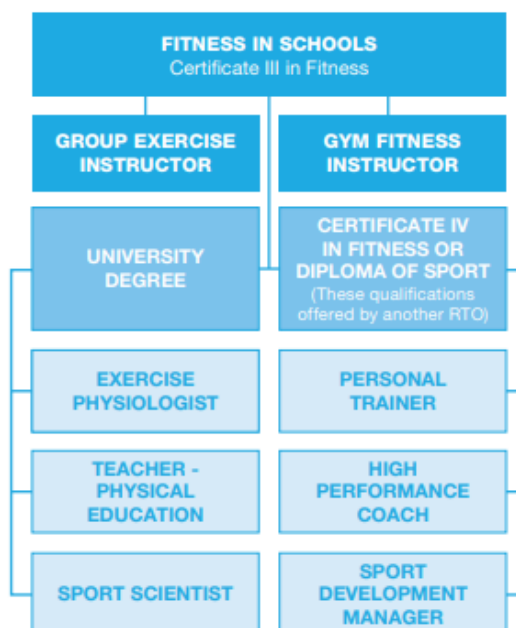 FITNESS IN SCHOOLS
Certificate III in Fitness
GROUP EXERCISE
INSTRUCTOR
GYM FITNESS
INSTRUCTOR
UNIVERSITY
DEGREE
CERTIFICATE IV
IN FITNESS OR
DIPLOMA OF SPORT
(These qualifications
offered by another RTO)
EXERCISE
PHYSIOLOGIST
PERSONAL
TRAINER
TEACHER -
PHYSICAL
EDUCATION
HIGH
PERFORMANCE
COACH
SPORT SCIENTIST
SPORT
DEVELOPMENT
MANAGER